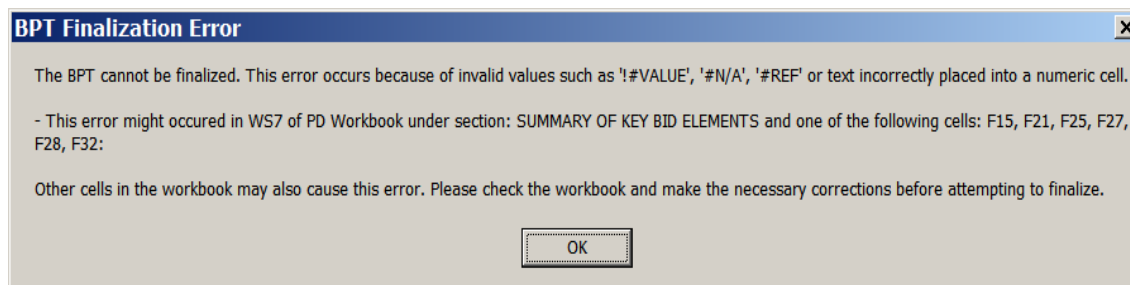 BPT Finalization Error
The BPT cannot be finalized. This error occurs because of invalid values such as '!#VALUE', '#N/A', '#REF' or text incorrectly placed into a numeric cell.
- This error might occured in WS7 of PD Workbook under section: SUMMARY OF KEY BID ELEMENTS and one of the following cells: F15, F21, F25, F27,
F28, F32:
Other cells in the workbook may also cause this error. Please check the workbook and make the necessary corrections before attempting to finalize.
OK